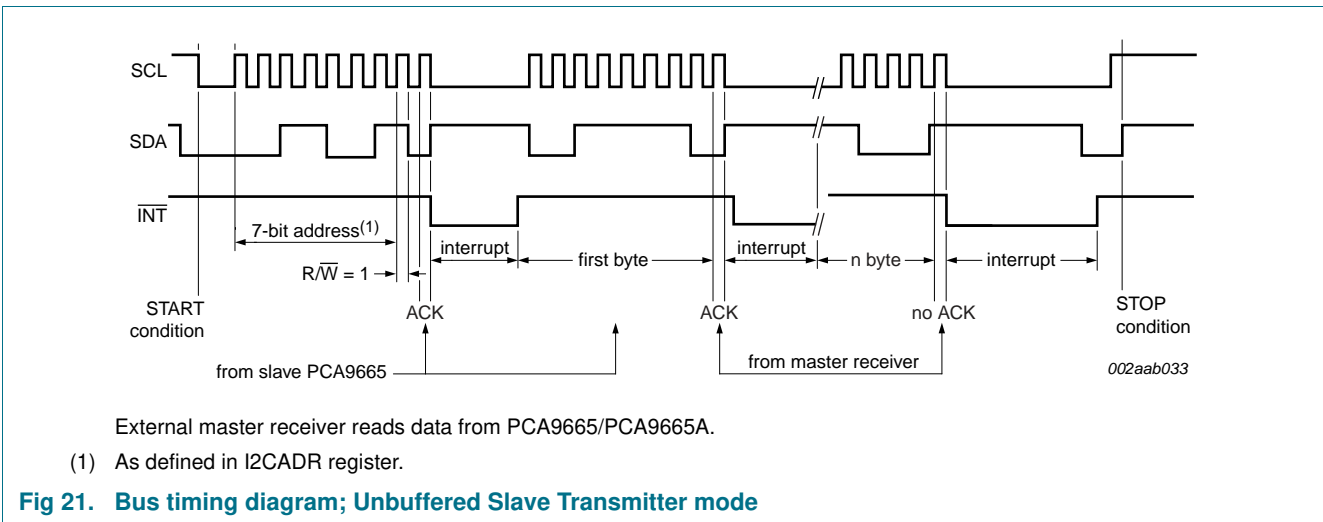 SCL
SDA
INT
7-bit address(1)
R/W = 1
interrupt
first byte
interrupt
n byte
interrupt
START
condition
ACK
ACK
no ACK
STOP
condition
from slave PCA9665
from master receiver
002aab033
External master receiver reads data from PCA9665/PCA9665A.
(1) As defined in I2CADR register.
Fig 21. Bus timing diagram; Unbuffered Slave Transmitter mode